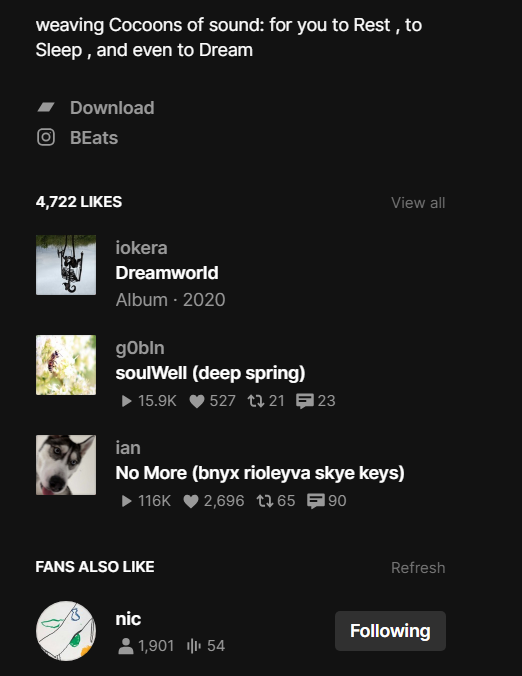 weaving Cocoons of sound: for you to Rest , to
Sleep , and even to Dream
Download
BEats
4,722 LIKES View all
iokera
Dreamworld
Album · 2020
g0bln
soulWell (deep spring)
15.9K 527 21 23
ian
No More (bnyx rioleyva skye keys)
116K 2,696 65 90
FANS ALSO LIKE Refresh
nic
1,901 54 Following